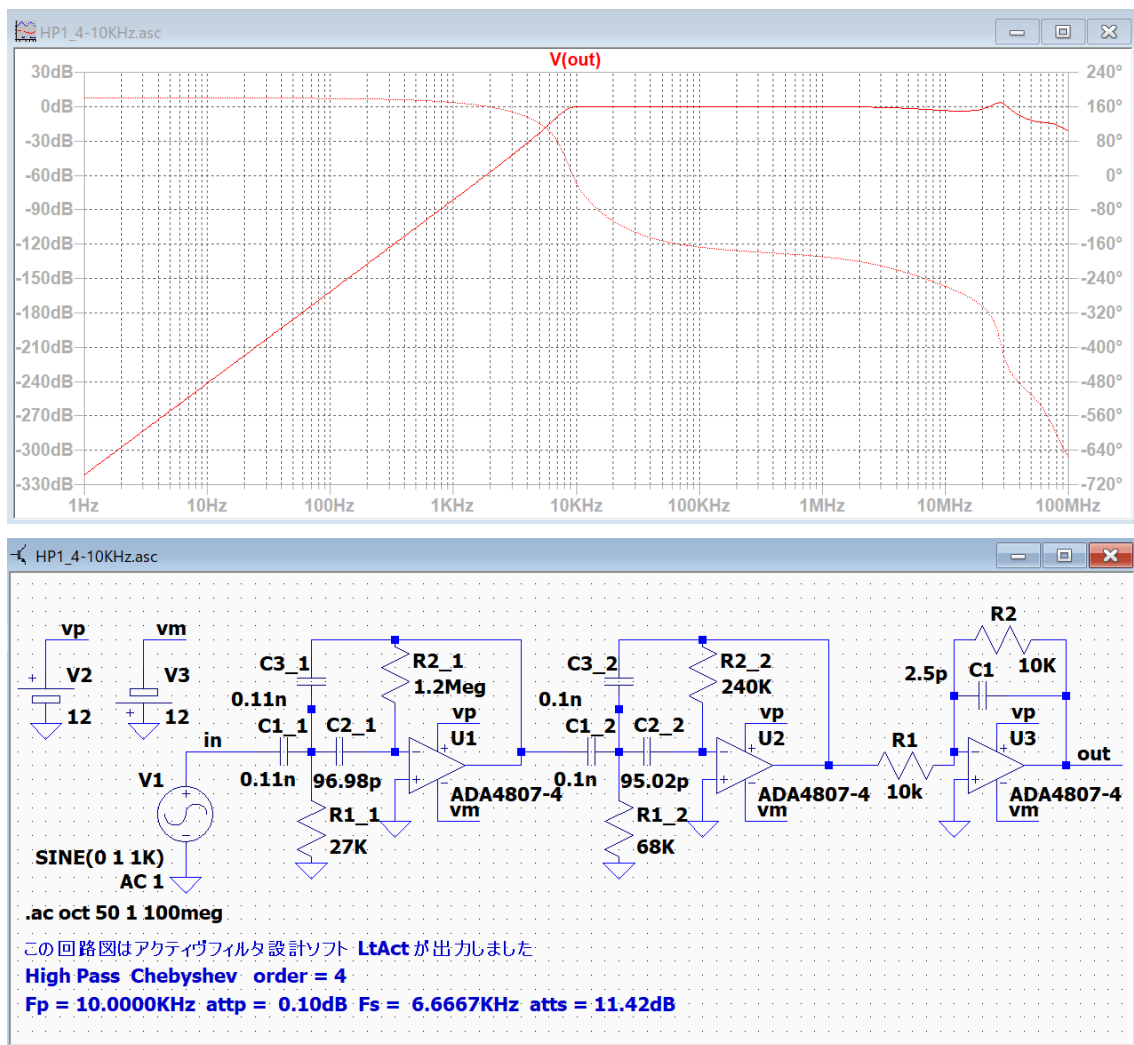 HP1_4-10KHz.asc
V(out)
30dB
0dB
-30dB
-60dB
-90dB
-120dB
-150dB
-180dB
-210dB
-240dB
-270dB
-300dB
-330dB
240°
160°
80°
0°
-80°
-160°
-240°
-320°
-400°
-480°
-560°
-640°
-720°
1Hz 10Hz 100Hz 1KHz 10KHz 100KHz 1MHz 10MHz 100MHz
HP1_4-10KHz.asc
vp
V2
12
vm
V3
12
in
V1
SINE(0 1 1K)
AC 1
C3_1
0.11n
C1_1
0.11n
C2_1
96.98p
R1_1
27K
R2_1
1.2Meg
vp
U1
ADA4807-4
vm
C3_2
0.1n
C1_2
0.1n
C2_2
95.02p
R1_2
68K
R2_2
240K
vp
U2
ADA4807-4
vm
R1
10k
R2
10K
2.5p
C1
vp
U3
out
ADA4807-4
vm
.ac oct 50 1 100meg
この回路図はアクティヴフィルタ設計ソフト LtAct が出力しました
High Pass Chebyshev order = 4
Fp = 10.0000KHz attp = 0.10dB Fs = 6.6667KHz atts = 11.42dB